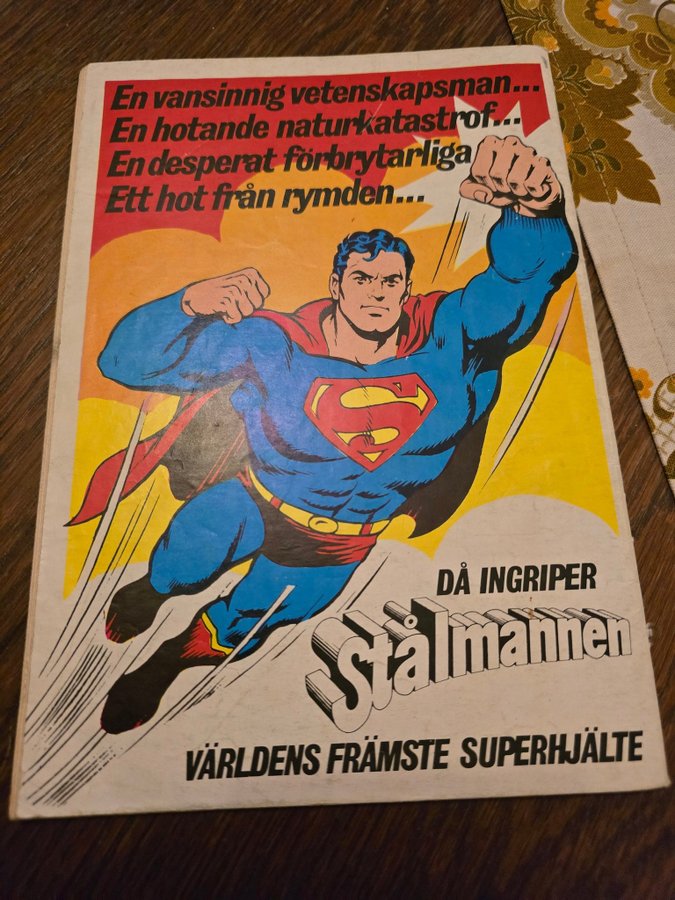 En vansinnig vetenskapsman...
En hotande naturkatastrof...
En desperat förbrytarliga
Ett hot från rymden...
S
DÅ INGRIPER
Stålmannen
VÄRLDENS FRÄMSTE SUPERHJÄLTE